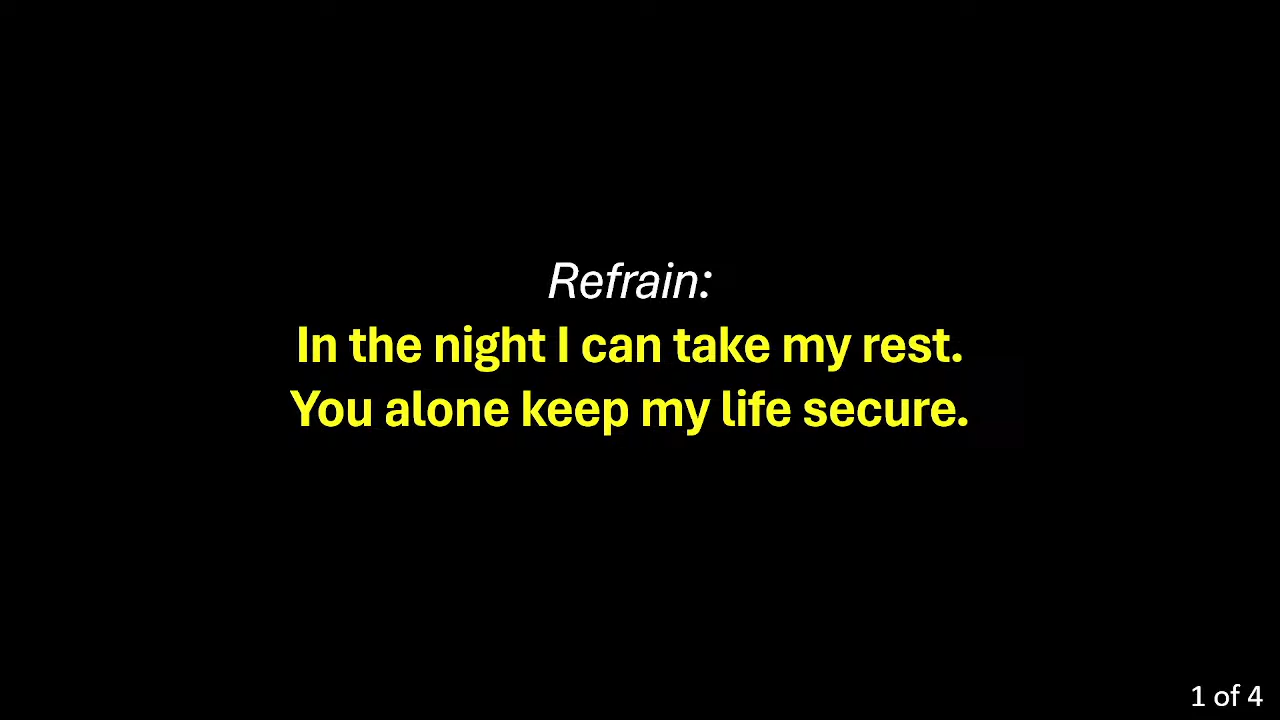 Refrain:
In the night I can take my rest.
You alone keep my life secure.
1 of 4